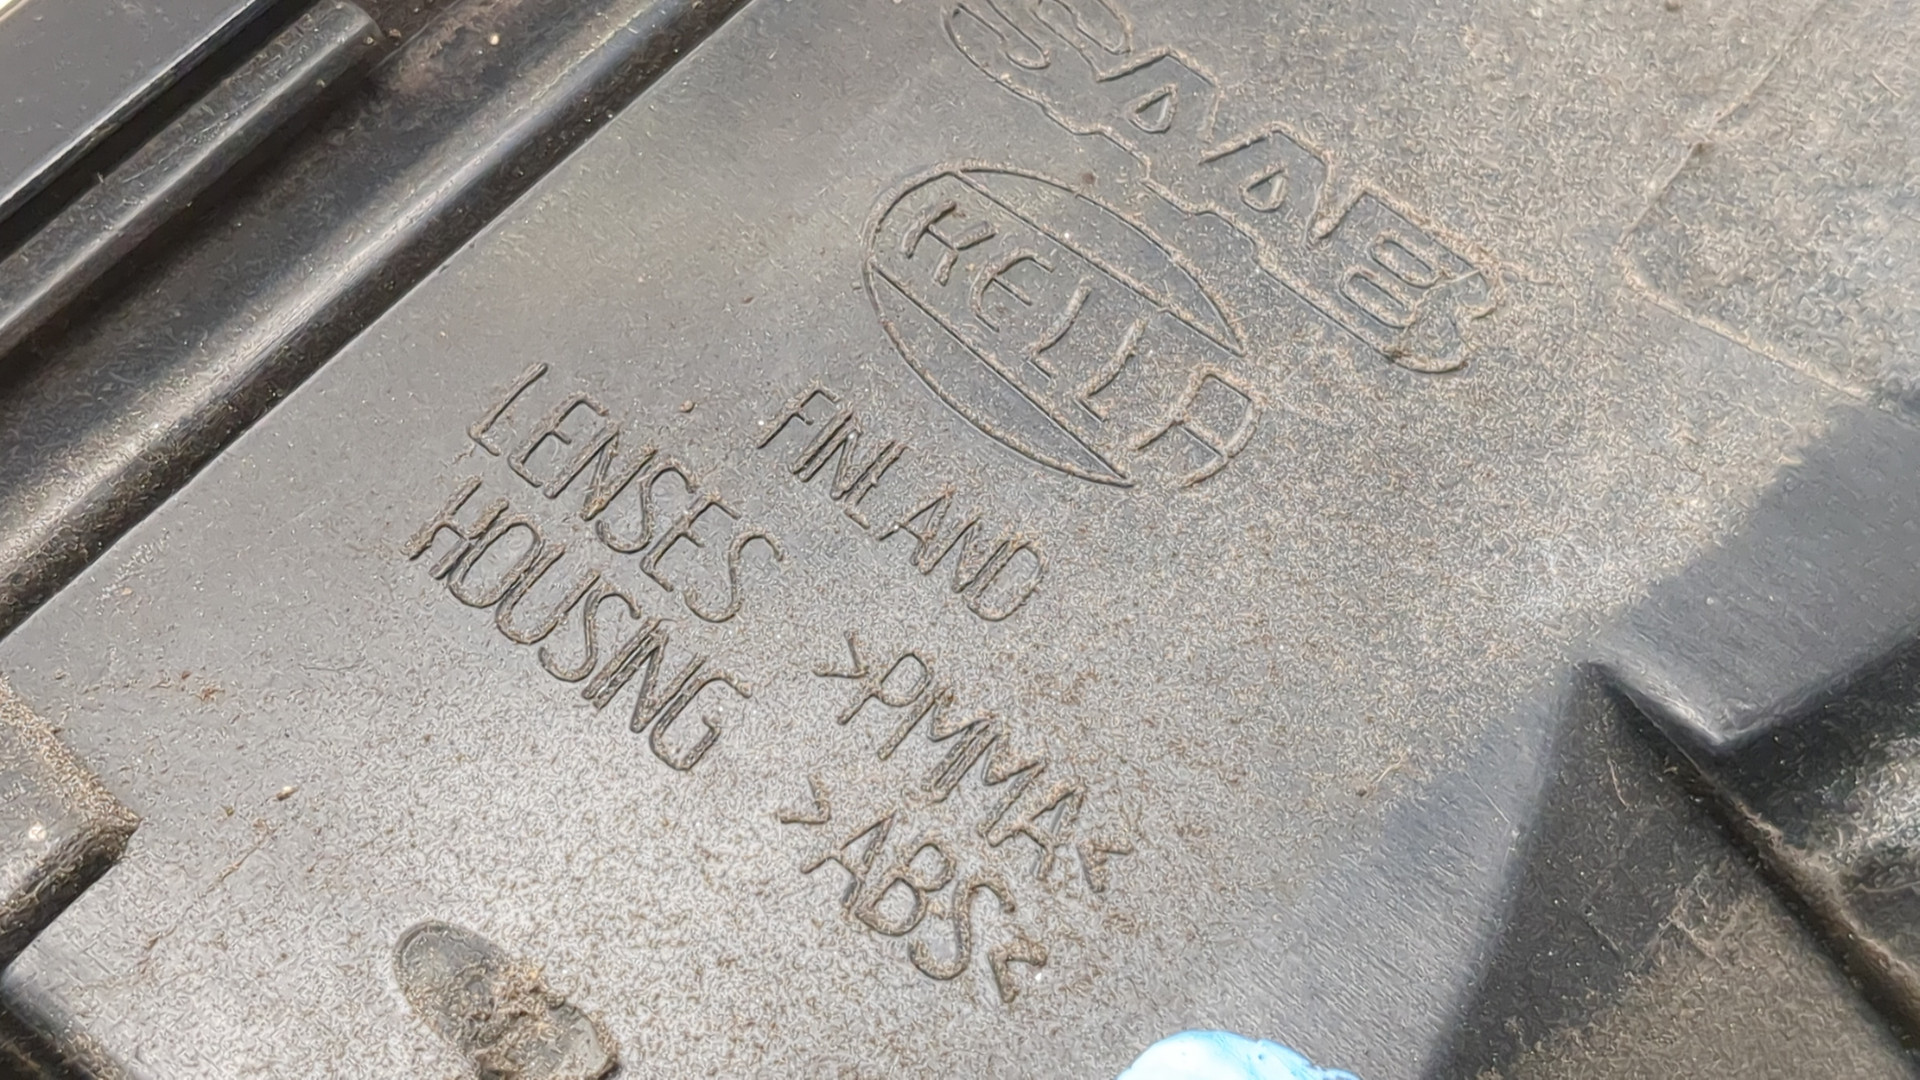 SAAB
HELLA
FINLAND
LENSES >PMMA<
HOUSING >ABS<